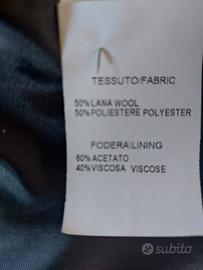 TESSUTO/FABRIC
50% LANA WOOL
50% POLIESTERE POLYESTER
FODERA/LINING
60% ACETATO
40% VISCOSA VISCOSE
subito